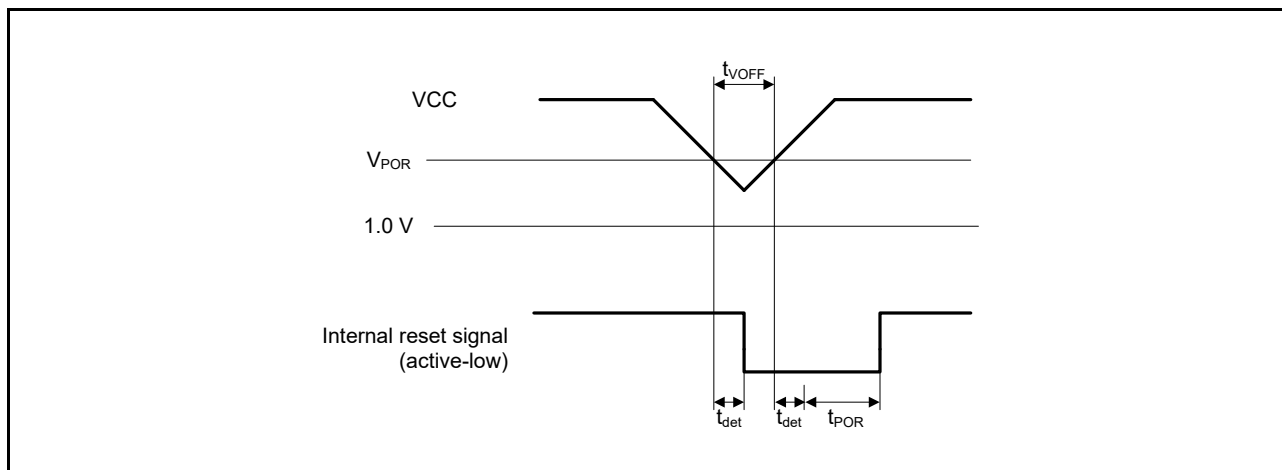 tVOFF
VCC
VPOR
1.0 V
Internal reset signal
(active-low)
tdet
tdet
tPOR